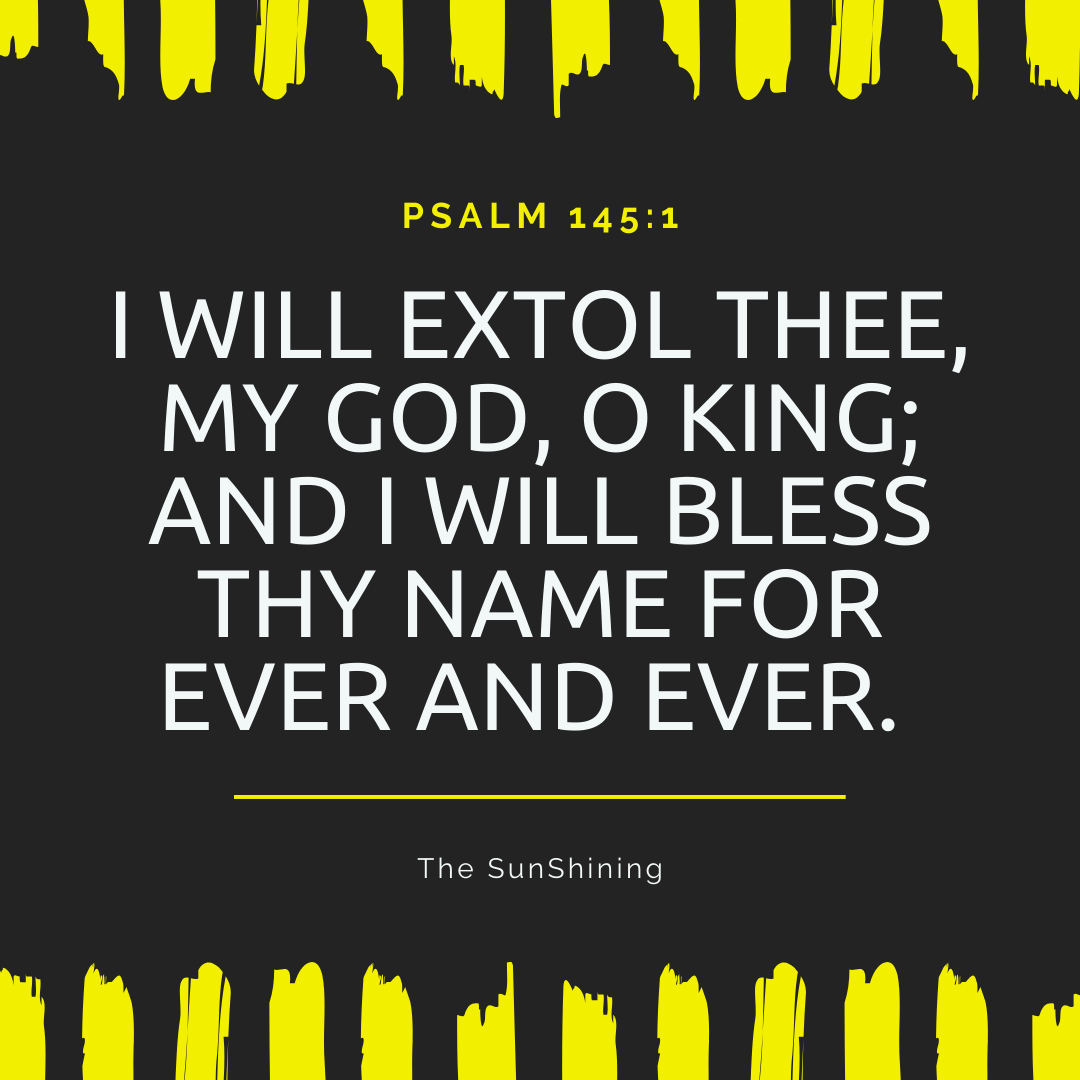 PSALM 145:1
I WILL EXTOL THEE,
MY GOD, O KING;
AND I WILL BLESS
THY NAME FOR
EVER AND EVER.
The SunShining